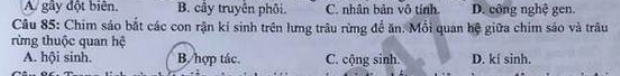 A. gây đột biến. B. cấy truyền phôi. C. nhân bản vô tính. D. công nghệ gen.
Câu 85: Chim sáo bắt các con rận kí sinh trên lưng trâu rừng để ăn. Mối quan hệ giữa chim sáo và trâu
rừng thuộc quan hệ
A. hội sinh. B. hợp tác. C. cộng sinh. D. kí sinh.